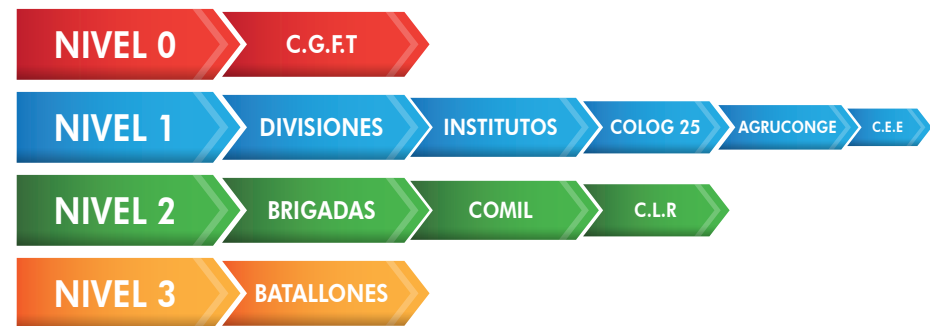 NIVEL 0 C.G.F.T
NIVEL 1 DIVISIONES INSTITUTOS COLOG 25 AGRUCONGE C.E.E
NIVEL 2 BRIGADAS COMIL C.L.R
NIVEL 3 BATALLONES